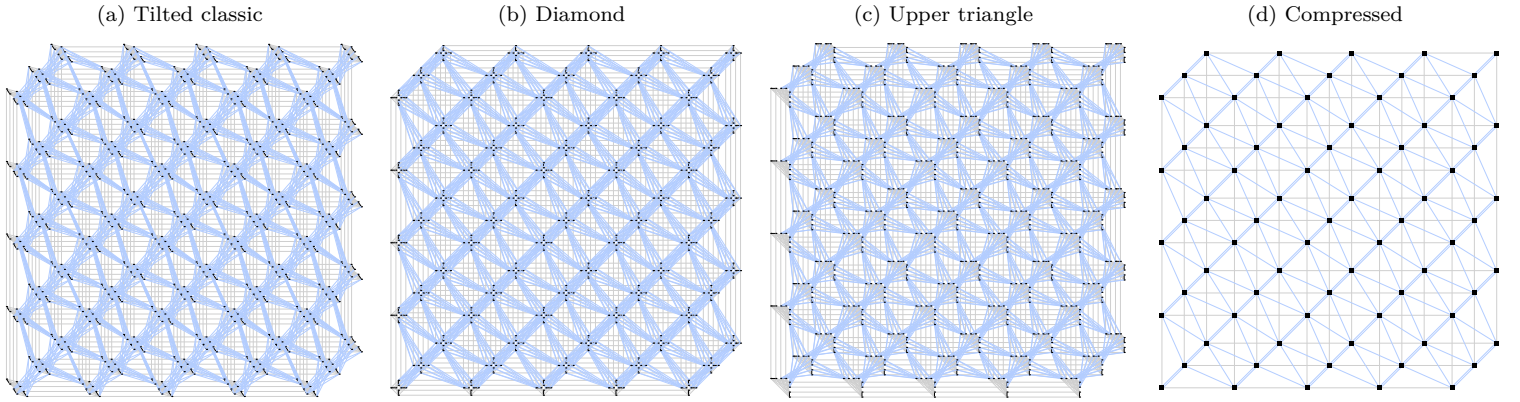 (a) Tilted classic
(b) Diamond
(c) Upper triangle
(d) Compressed